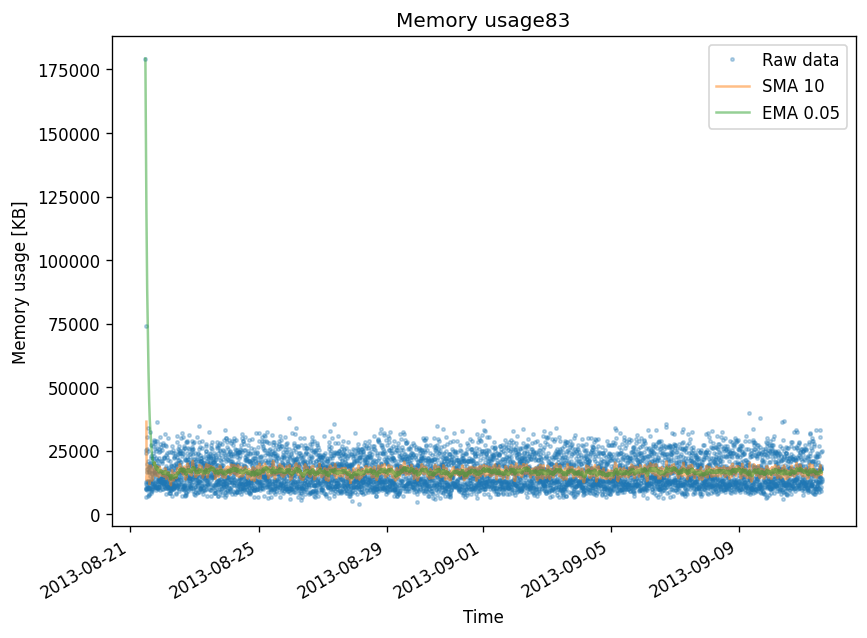 Memory usage83
Raw data
SMA 10
EMA 0.05
Memory usage [KB]
175000
150000
125000
100000
75000
50000
25000
0
2013-08-21
2013-08-25
2013-08-29
2013-09-01
2013-09-05
2013-09-09
Time